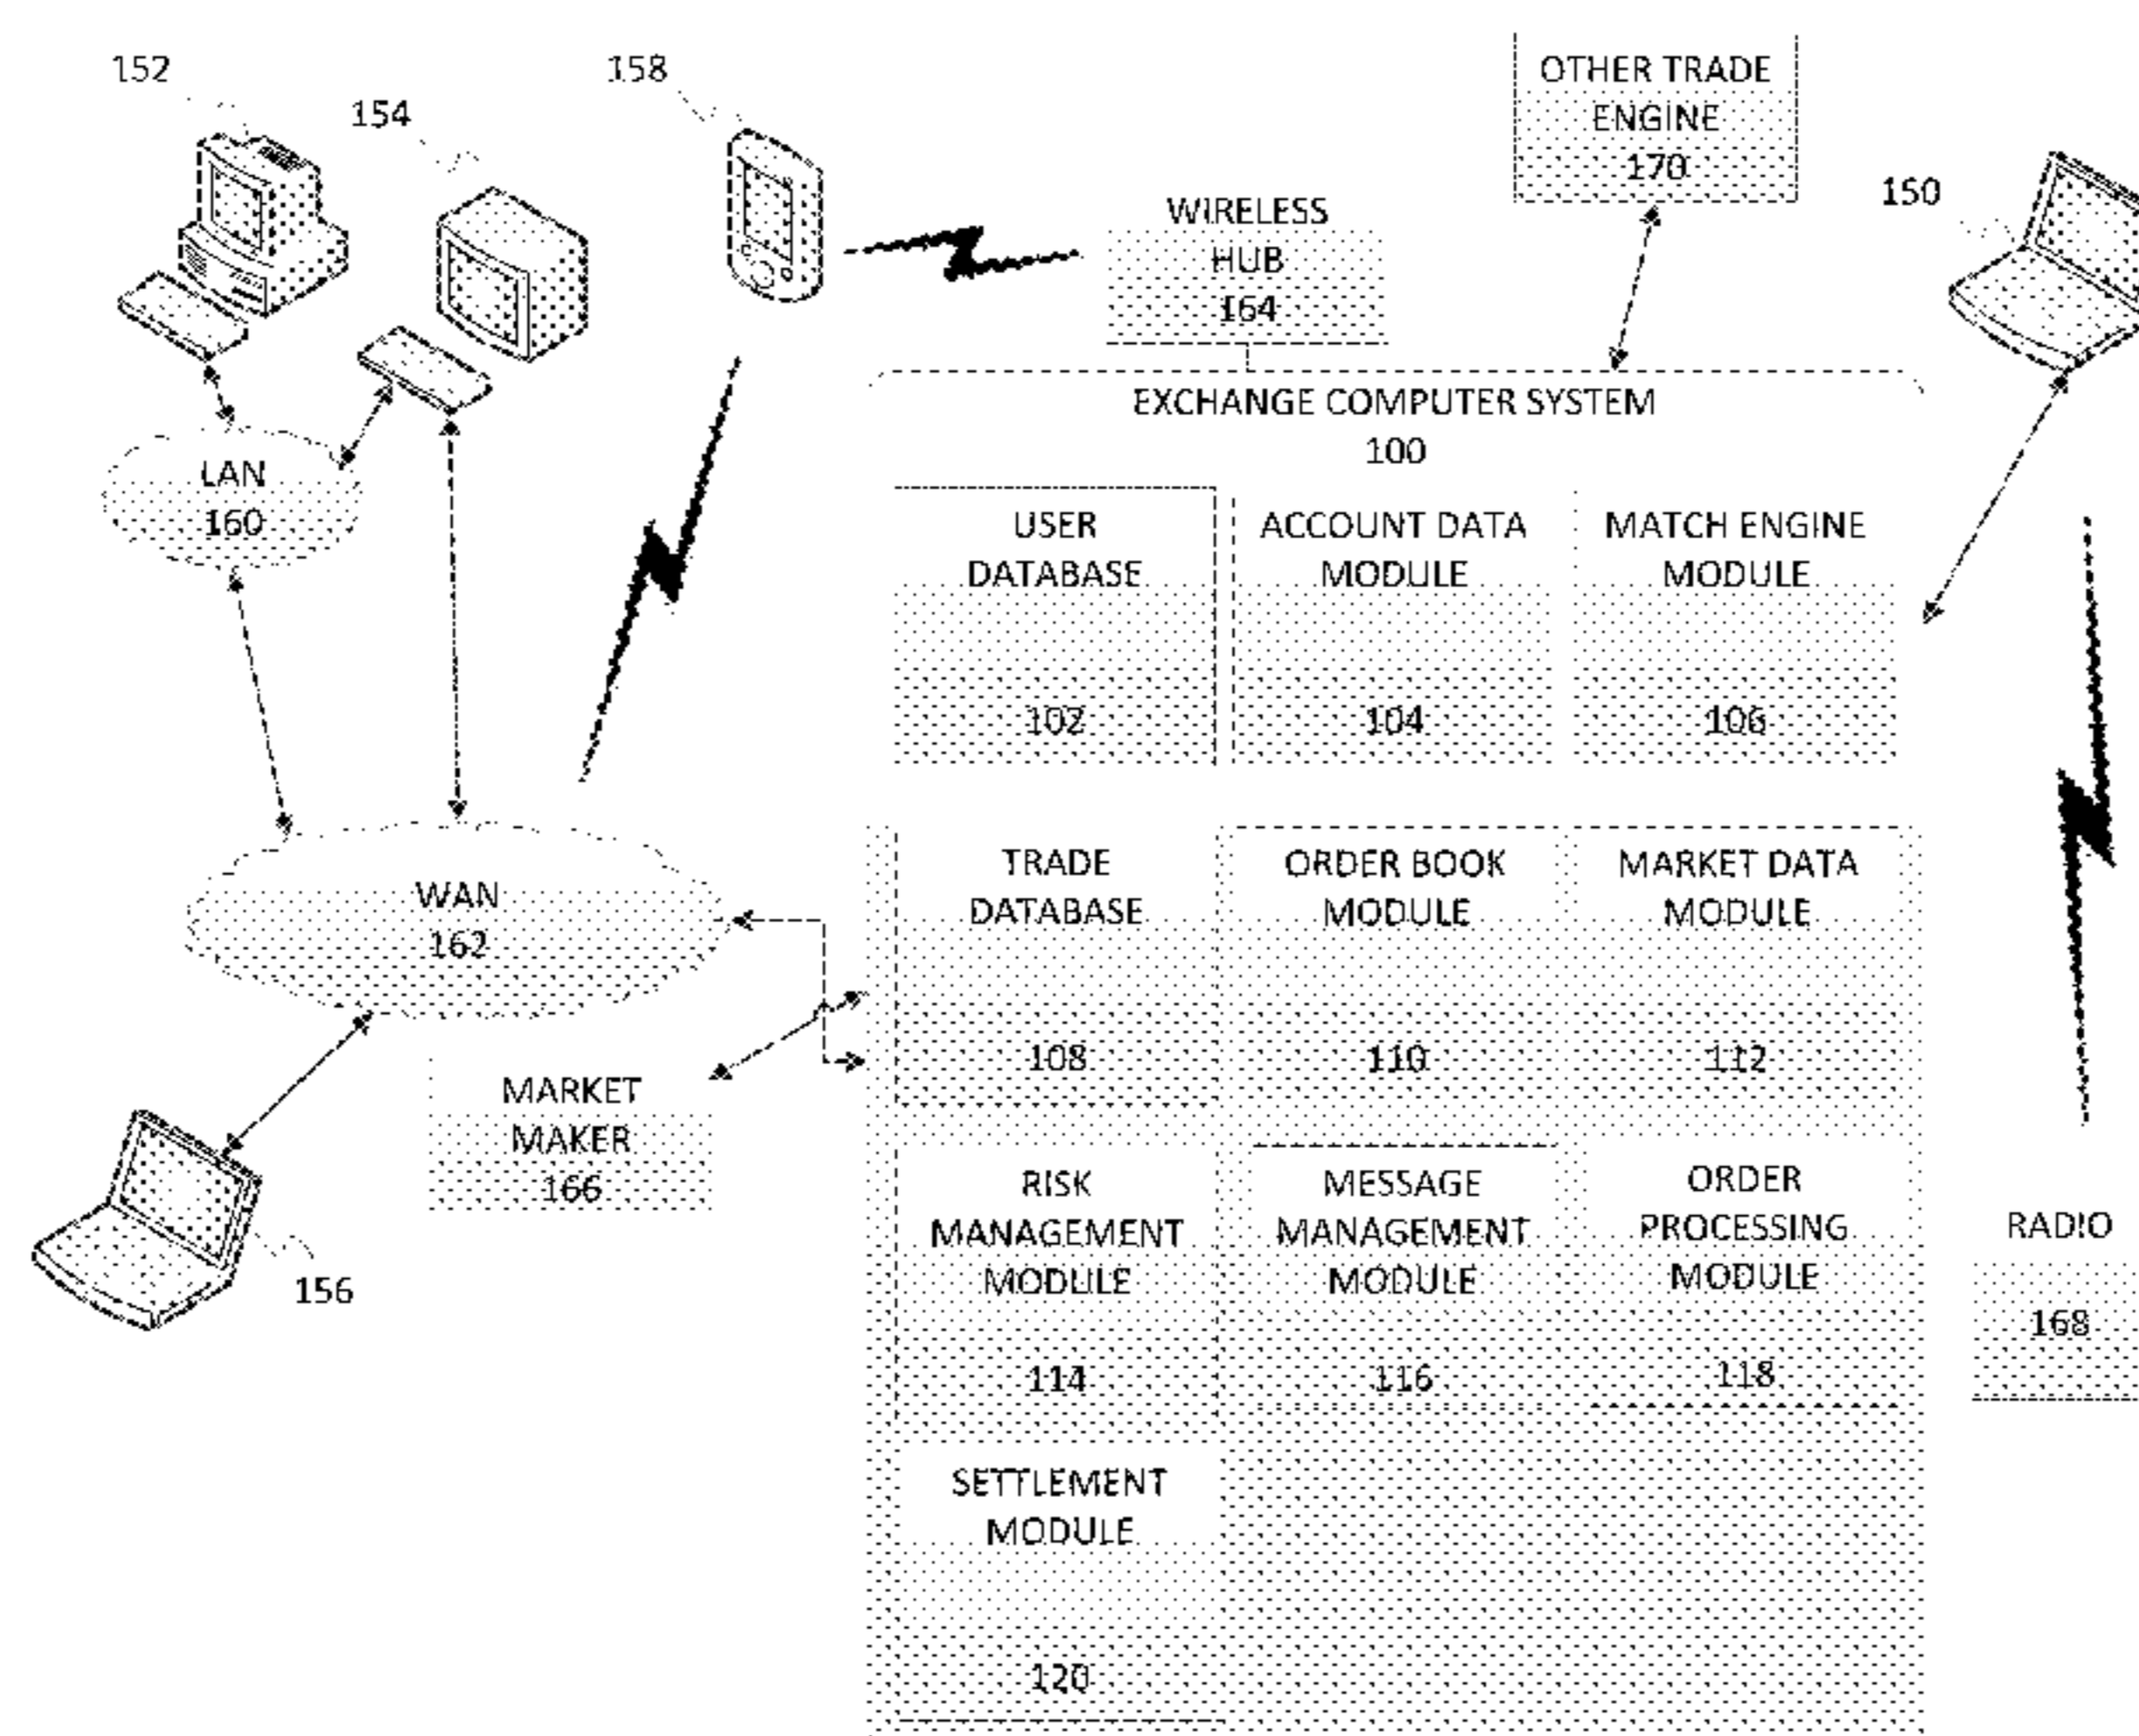 152
154
158
OTHER TRADE
ENGINE
170
150
WIRELESS
HUB
164
EXCHANGE COMPUTER SYSTEM
100
LAN
160
USER
DATABASE
102
ACCOUNT DATA
MODULE
104
MATCH ENGINE
MODULE
106
WAN
162
TRADE
DATABASE
108
ORDER BOOK
MODULE
110
MARKET DATA
MODULE
112
MARKET
MAKER
166
156
RISK
MANAGEMENT
MODULE
114
MESSAGE
MANAGEMENT
MODULE
116
ORDER
PROCESSING
MODULE
118
RADIO
168
SETTLEMENT
MODULE
120